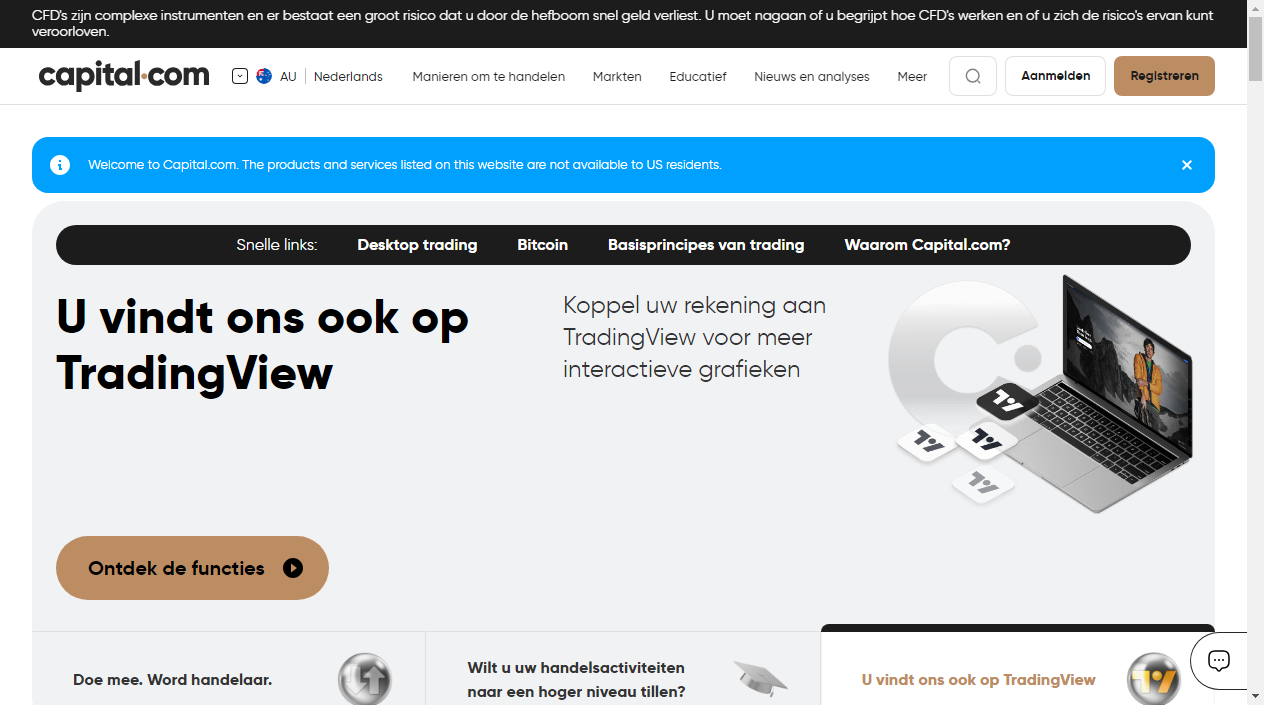 CFD's zijn complexe instrumenten en er bestaat een groot risico dat u door de hefboom snel geld verliest. U moet nagaan of u begrijpt hoe CFD's werken en of u zich de risico's ervan kunt
veroorloven.
capital.com
AU
Nederlands
Manieren om te handelen
Markten
Educatief
Nieuws en analyses
Meer
Aanmelden
Registreren
Welcome to Capital.com. The products and services listed on this website are not available to US residents.
Snelle links:
Desktop trading
Bitcoin
Basisprincipes van trading
Waarom Capital.com?
U vindt ons ook op
TradingView
Koppel uw rekening aan
TradingView voor meer
interactieve grafieken
Ontdek de functies
Doe mee. Word handelaar.
Wilt u uw handelsactiviteiten
naar een hoger niveau tillen?
U vindt ons ook op TradingView